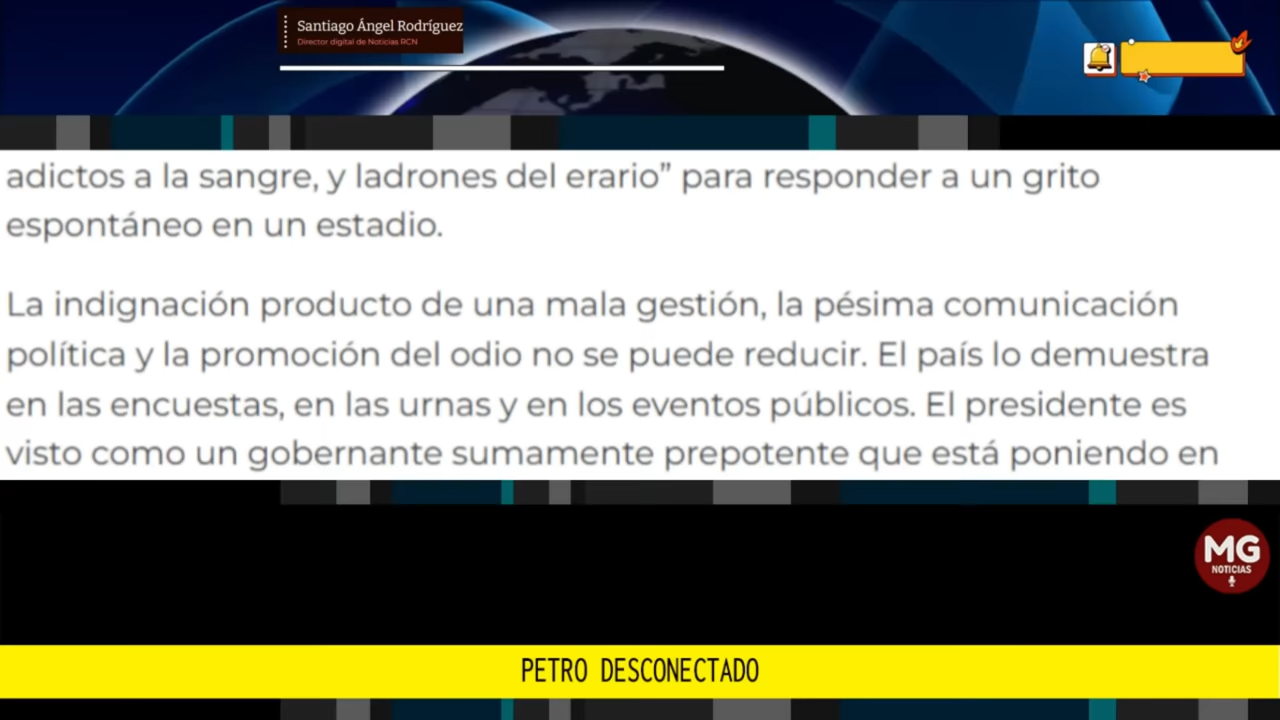 Santiago Ángel Rodríguez
Director digital de Noticias RCN
adictos a la sangre, y ladrones del erario” para responder a un grito
espontáneo en un estadio.
La indignación producto de una mala gestión, la pésima comunicación
política y la promoción del odio no se puede reducir. El país lo demuestra
en las encuestas, en las urnas y en los eventos públicos. El presidente es
visto como un gobernante sumamente prepotente que está poniendo en
MG
NOTICIAS
PETRO DESCONECTADO